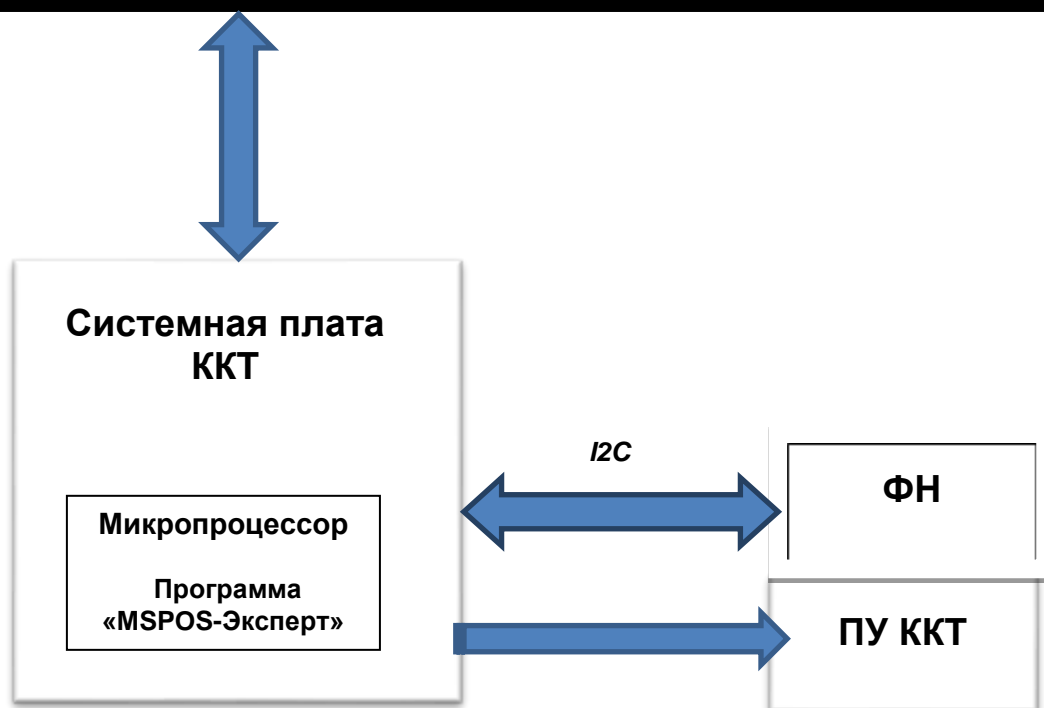 Системная плата
ККТ
I2C
ФН
Микропроцессор
Программа
«MSPOS-Эксперт»
ПУ ККТ